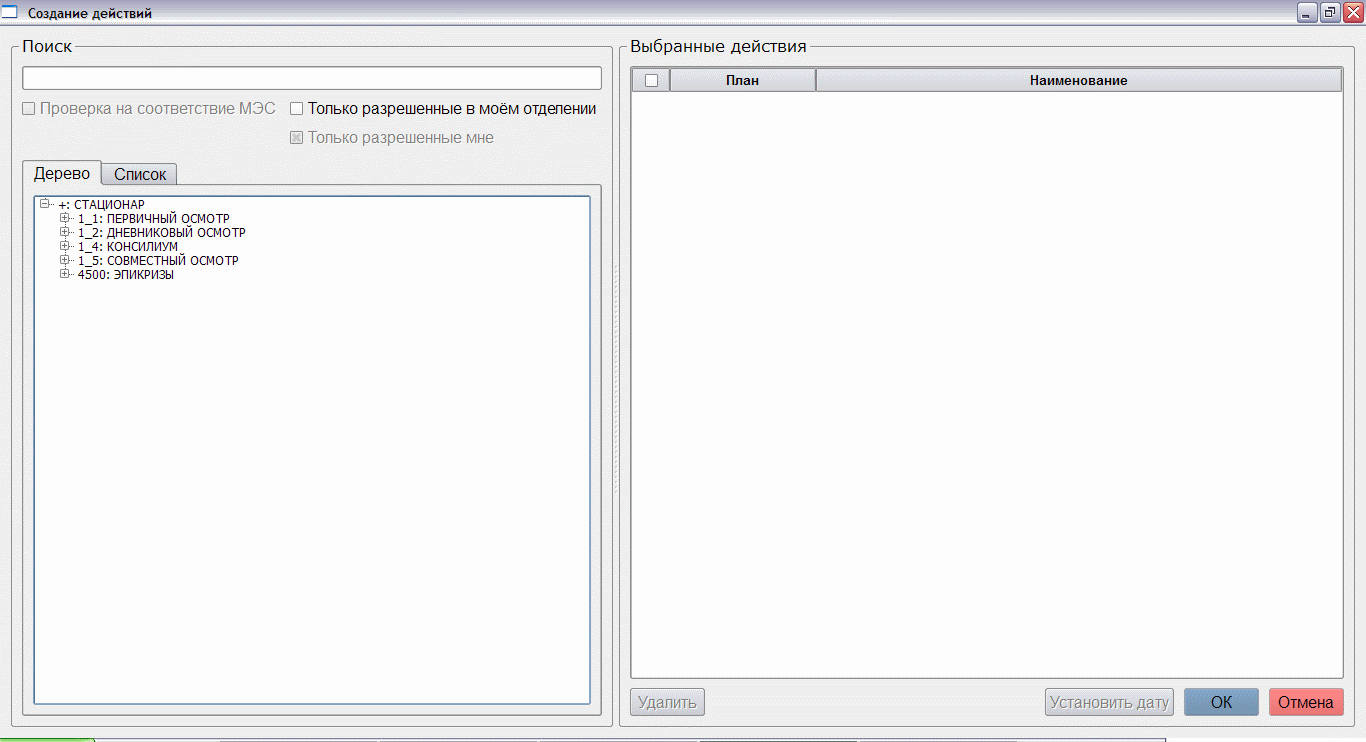 Создание действий
Поиск
Проверка на соответствие МЭС
Только разрешенные в моём отделении
Только разрешенные мне
Дерево
Список
+: СТАЦИОНАР
1_1: ПЕРВИЧНЫЙ ОСМОТР
1_2: ДНЕВНИКОВЫЙ ОСМОТР
1_4: КОНСИЛИУМ
1_5: СОВМЕСТНЫЙ ОСМОТР
4500: ЭПИКРИЗЫ
Выбранные действия
План
Наименование
Удалить
Установить дату
ОК
Отмена